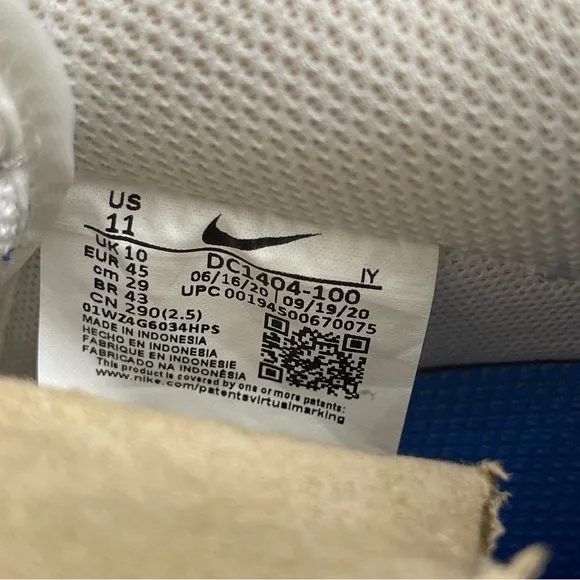 US
11
UK 10
EUR 45
cm 29
BR 43
CN 290(2.5)
01WZ4G6034HPS
MADE IN INDONESIA
HECHO EN INDONESIA
FABRIQUE EN INDONESIE
FABRICADO NA INDONÉSIA
This product is covered by one or more patents:
www.nike.com/patentsvirtualmarking
IY
DC1404-100
06/16/20 | 09/19/20
UPC 00194500670075